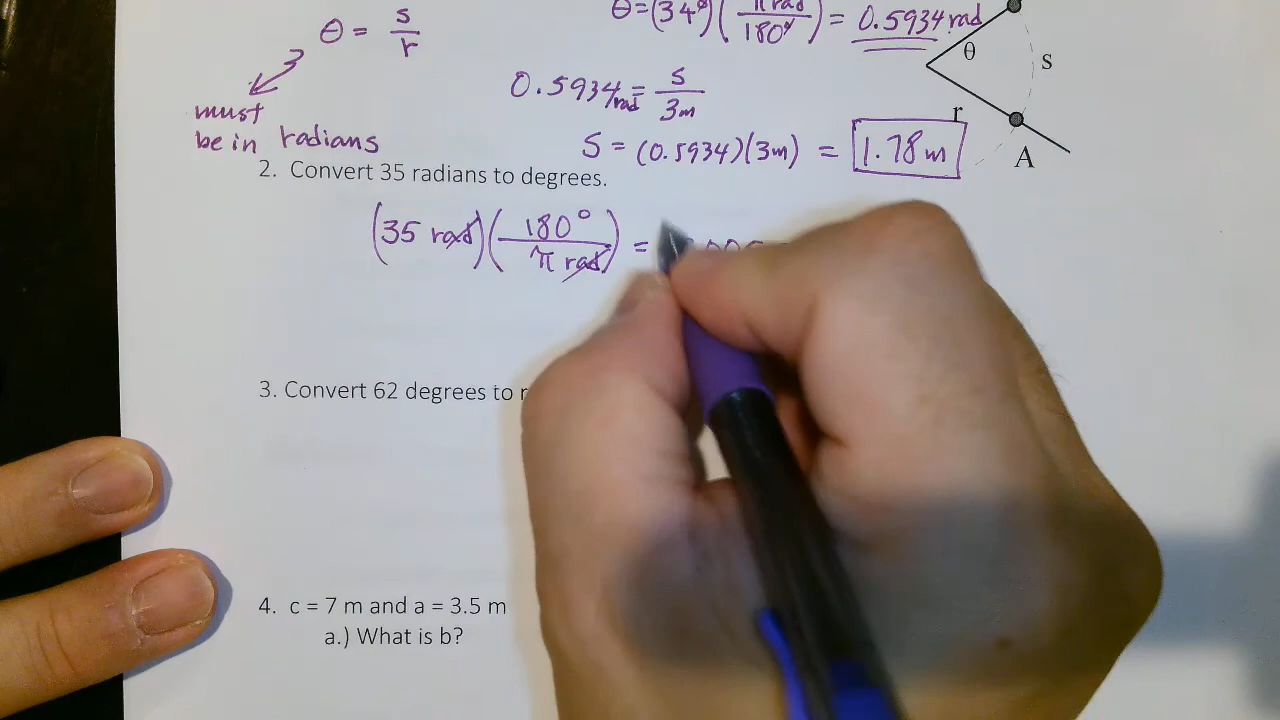 θ = s/r
θ = (34°)(π rad/180°) = 0.5934 rad
θ
s
0.5934 rad = s/3m
must
be in radians
r
S = (0.5934)(3m) = 1.78 m
A
2. Convert 35 radians to degrees.
(35 rad)(180°/π rad) =
3. Convert 62 degrees to
4. c = 7 m and a = 3.5 m
a.) What is b?